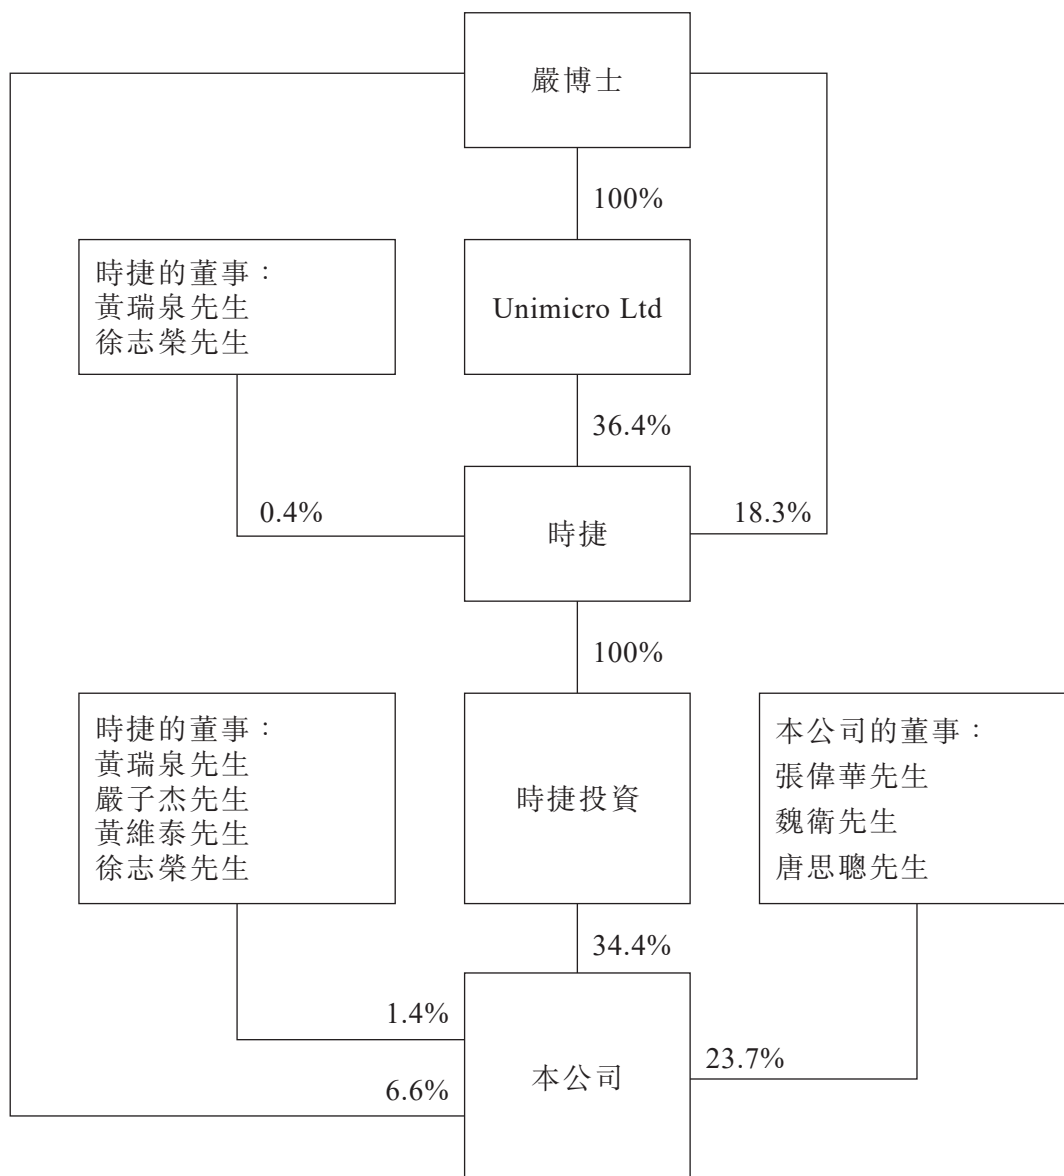 嚴博士
100%
時捷的董事：
黃瑞泉先生
徐志榮先生
Unimicro Ltd
36.4%
0.4%
時捷
18.3%
100%
時捷的董事：
黃瑞泉先生
嚴子杰先生
黃維泰先生
徐志榮先生
時捷投資
本公司的董事：
張偉華先生
魏衛先生
唐思聰先生
34.4%
1.4%
6.6%
本公司
23.7%